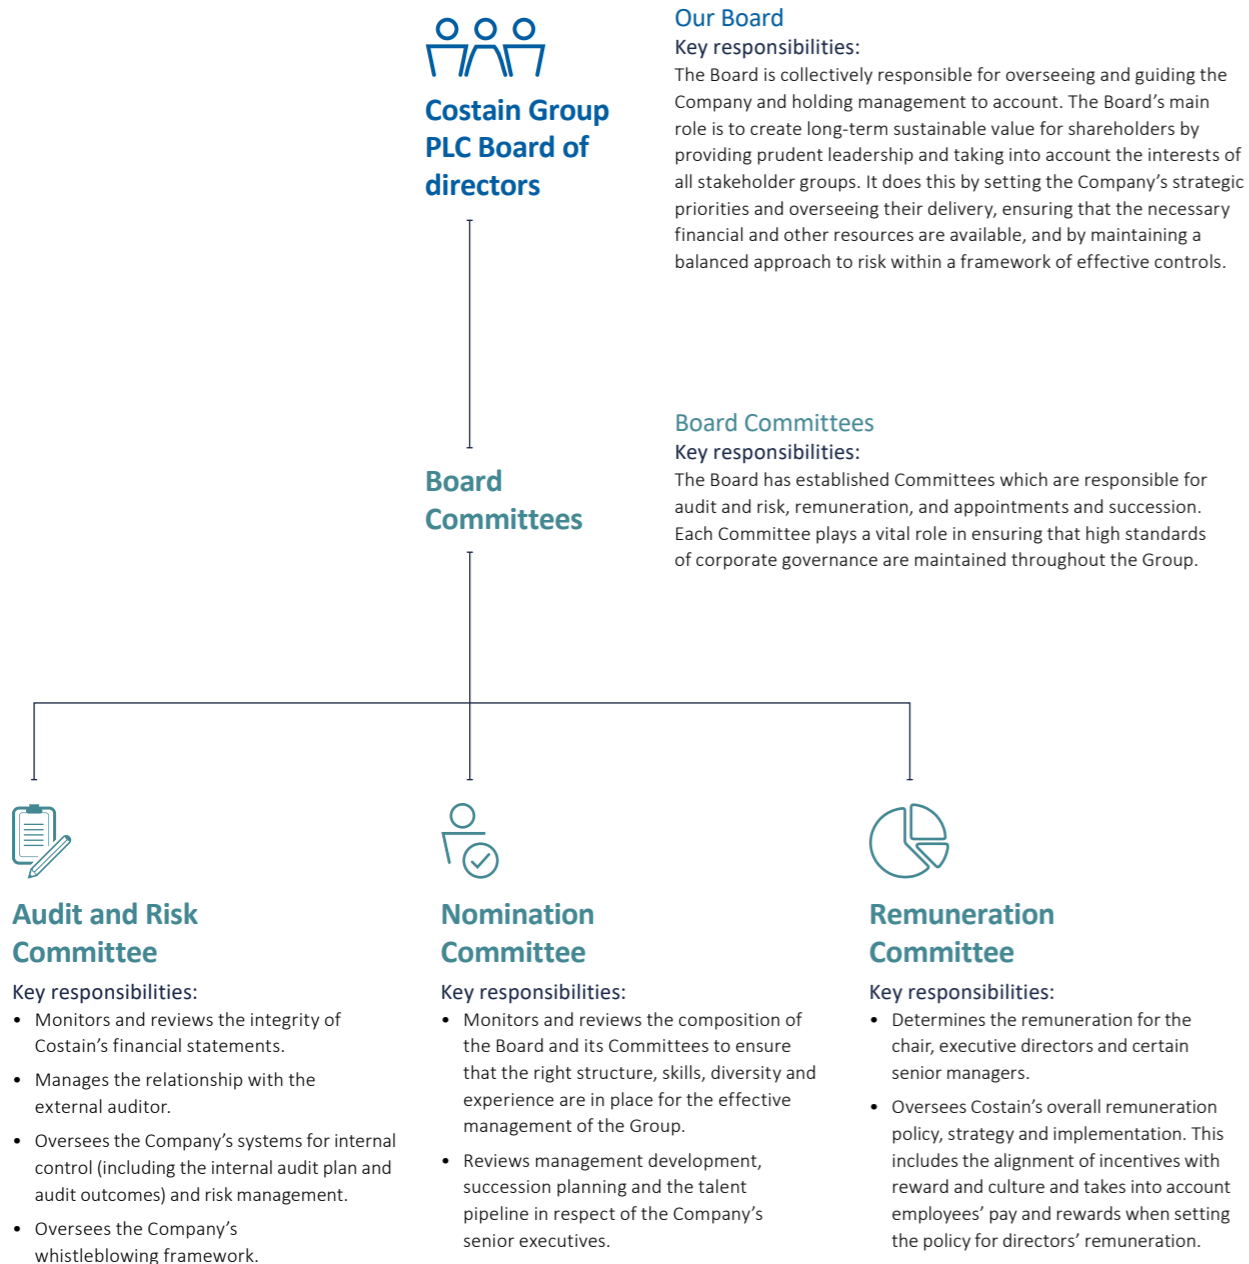 Costain Group
PLC Board of
directors
Our Board
Key responsibilities:
The Board is collectively responsible for overseeing and guiding the
Company and holding management to account. The Board’s main
role is to create long-term sustainable value for shareholders by
providing prudent leadership and taking into account the interests of
all stakeholder groups. It does this by setting the Company’s strategic
priorities and overseeing their delivery, ensuring that the necessary
financial and other resources are available, and by maintaining a
balanced approach to risk within a framework of effective controls.
Board
Committees
Board Committees
Key responsibilities:
The Board has established Committees which are responsible for
audit and risk, remuneration, and appointments and succession.
Each Committee plays a vital role in ensuring that high standards
of corporate governance are maintained throughout the Group.
Audit and Risk
Committee
Key responsibilities:
• Monitors and reviews the integrity of
Costain’s financial statements.
• Manages the relationship with the
external auditor.
• Oversees the Company’s systems for internal
control (including the internal audit plan and
audit outcomes) and risk management.
• Oversees the Company’s
whistleblowing framework.
Nomination
Committee
Key responsibilities:
• Monitors and reviews the composition of
the Board and its Committees to ensure
that the right structure, skills, diversity and
experience are in place for the effective
management of the Group.
• Reviews management development,
succession planning and the talent
pipeline in respect of the Company’s
senior executives.
Remuneration
Committee
Key responsibilities:
• Determines the remuneration for the
chair, executive directors and certain
senior managers.
• Oversees Costain’s overall remuneration
policy, strategy and implementation. This
includes the alignment of incentives with
reward and culture and takes into account
employees’ pay and rewards when setting
the policy for directors’ remuneration.